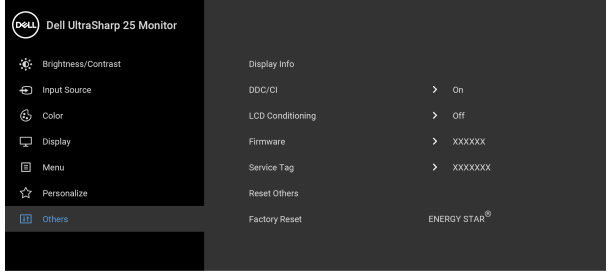 DELL Dell UltraSharp 25 Monitor
Brightness/Contrast
Input Source
Color
Display
Menu
Personalize
Others
Display Info
DDC/CI > On
LCD Conditioning > Off
Firmware > XXXXXX
Service Tag > XXXXXXX
Reset Others
Factory Reset ENERGY STAR®